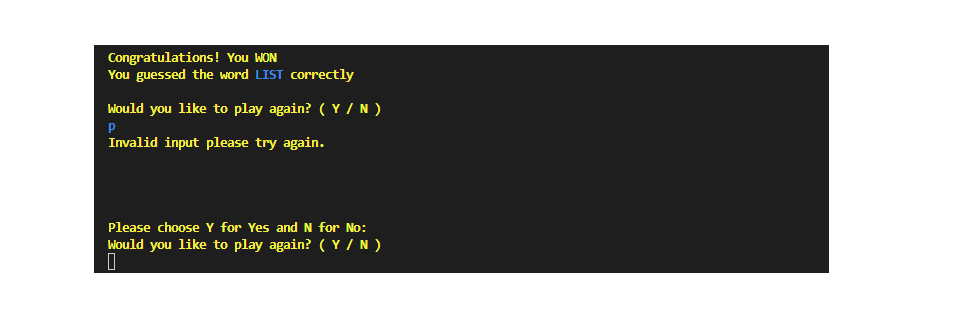 Congratulations! You WON
You guessed the word LIST correctly
Would you like to play again? ( Y / N )
p
Invalid input please try again.
Please choose Y for Yes and N for No:
Would you like to play again? ( Y / N )